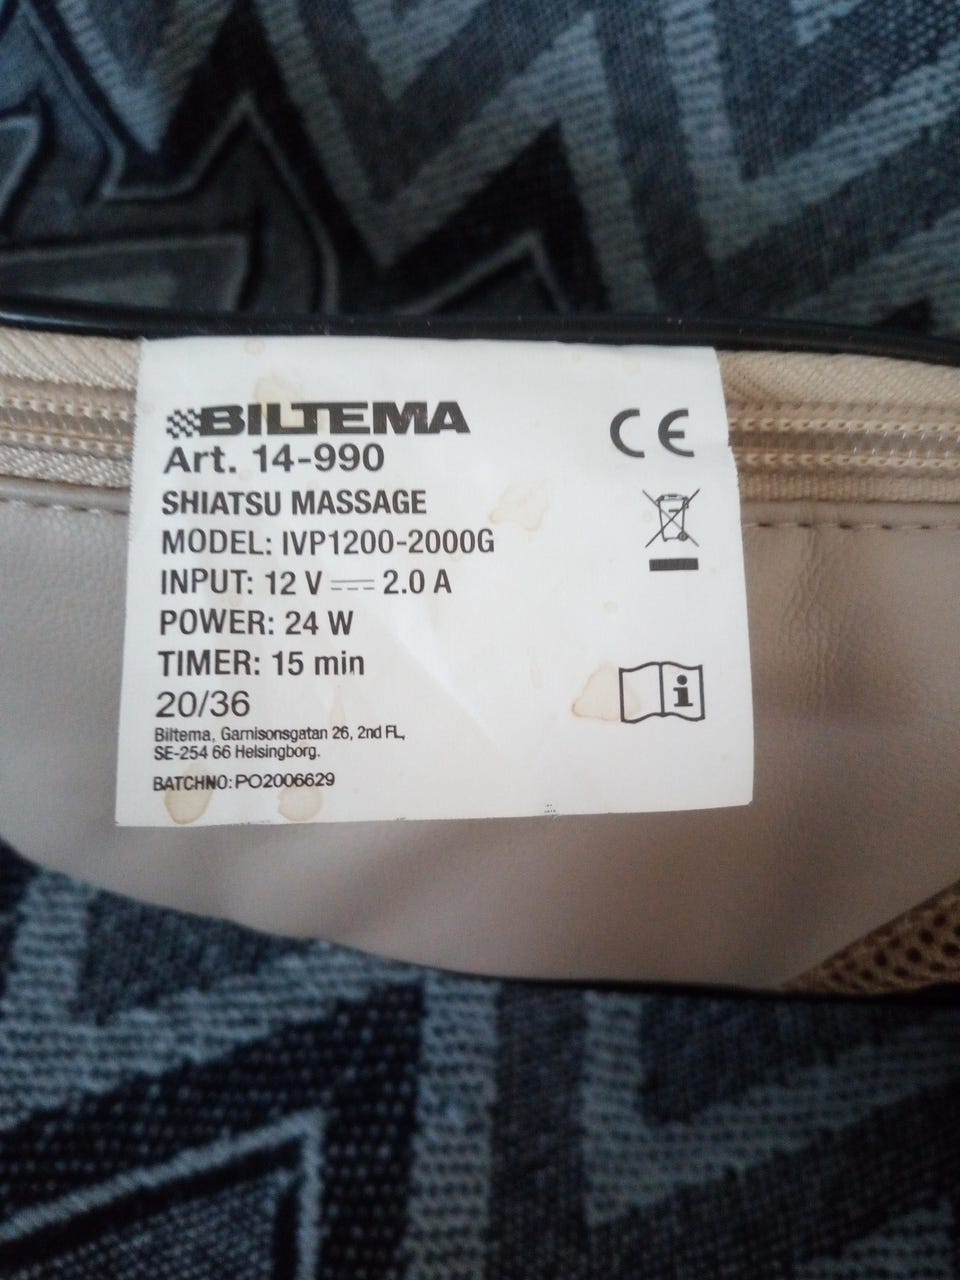 BILTEMA
Art. 14-990
SHIATSU MASSAGE
MODEL: IVP1200-2000G
INPUT: 12 V ⎓ 2.0 A
POWER: 24 W
TIMER: 15 min
20/36
Biltema, Garnisonsgatan 26, 2nd FL,
SE-254 66 Helsingborg.
BATCHNO: PO2006629
CE
i